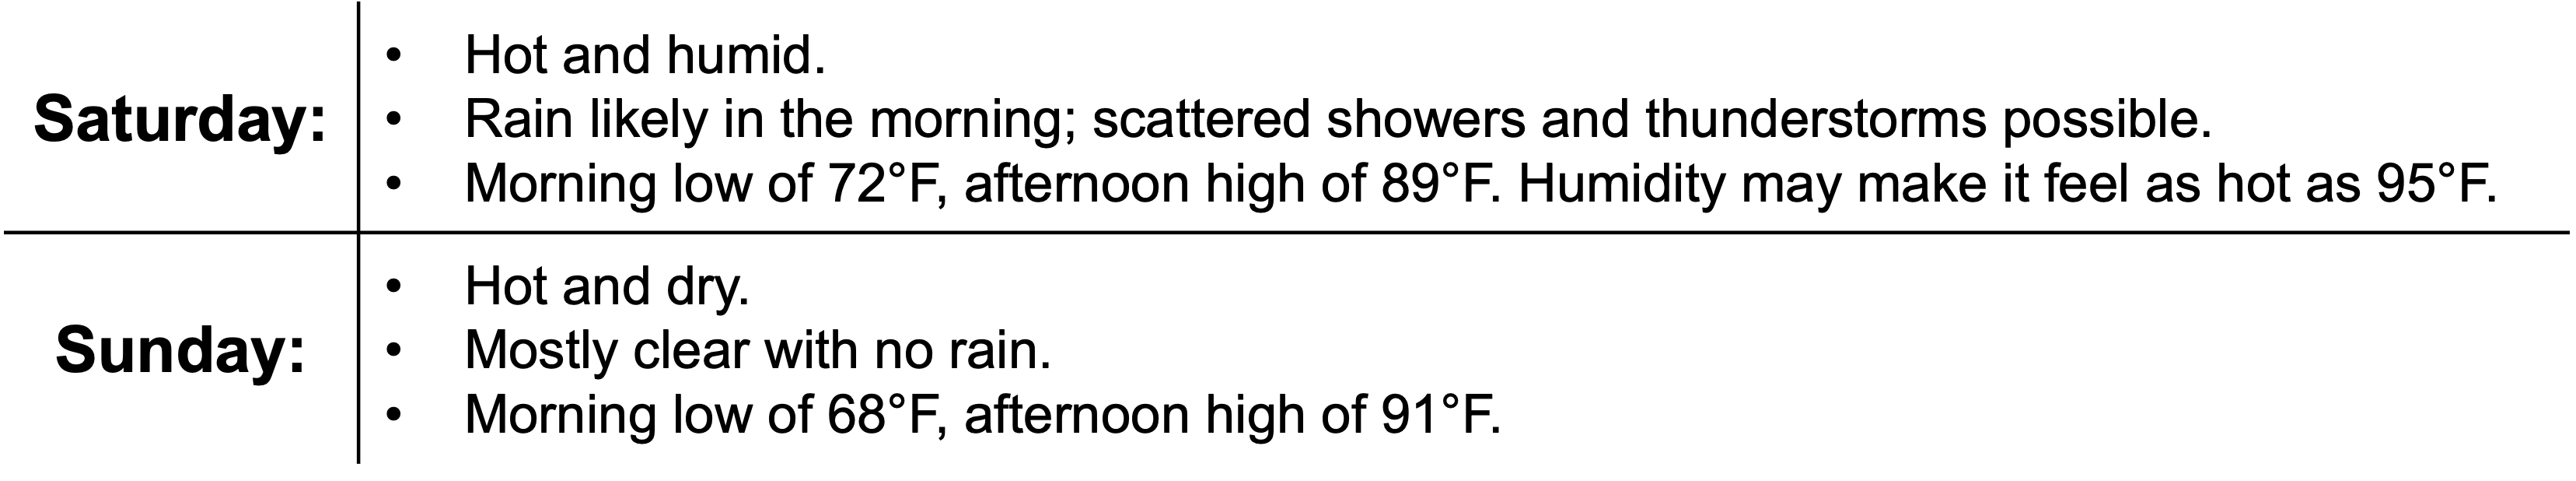 Saturday:
• Hot and humid.
• Rain likely in the morning; scattered showers and thunderstorms possible.
• Morning low of 72°F, afternoon high of 89°F. Humidity may make it feel as hot as 95°F.
Sunday:
• Hot and dry.
• Mostly clear with no rain.
• Morning low of 68°F, afternoon high of 91°F.